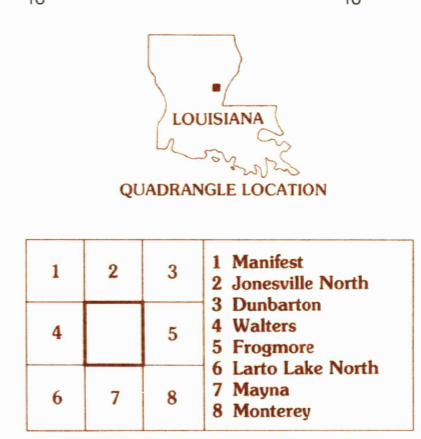 LOUISIANA
QUADRANGLE LOCATION
1 2 3
4 5
6 7 8
1 Manifest
2 Jonesville North
3 Dunbarton
4 Walters
5 Frogmore
6 Larto Lake North
7 Mayna
8 Monterey